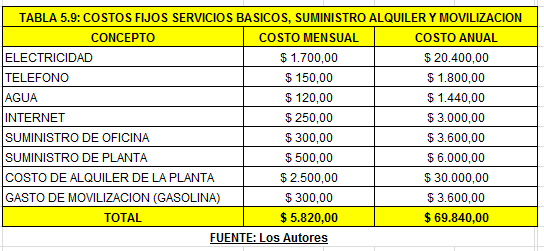 TABLA 5.9: COSTOS FIJOS SERVICIOS BASICOS, SUMINISTRO ALQUILER Y MOVILIZACION
CONCEPTO COSTO MENSUAL COSTO ANUAL
ELECTRICIDAD $ 1.700,00 $ 20.400,00
TELEFONO $ 150,00 $ 1.800,00
AGUA $ 120,00 $ 1.440,00
INTERNET $ 250,00 $ 3.000,00
SUMINISTRO DE OFICINA $ 300,00 $ 3.600,00
SUMINISTRO DE PLANTA $ 500,00 $ 6.000,00
COSTO DE ALQUILER DE LA PLANTA $ 2.500,00 $ 30.000,00
GASTO DE MOVILIZACION (GASOLINA) $ 300,00 $ 3.600,00
TOTAL $ 5.820,00 $ 69.840,00
FUENTE: Los Autores